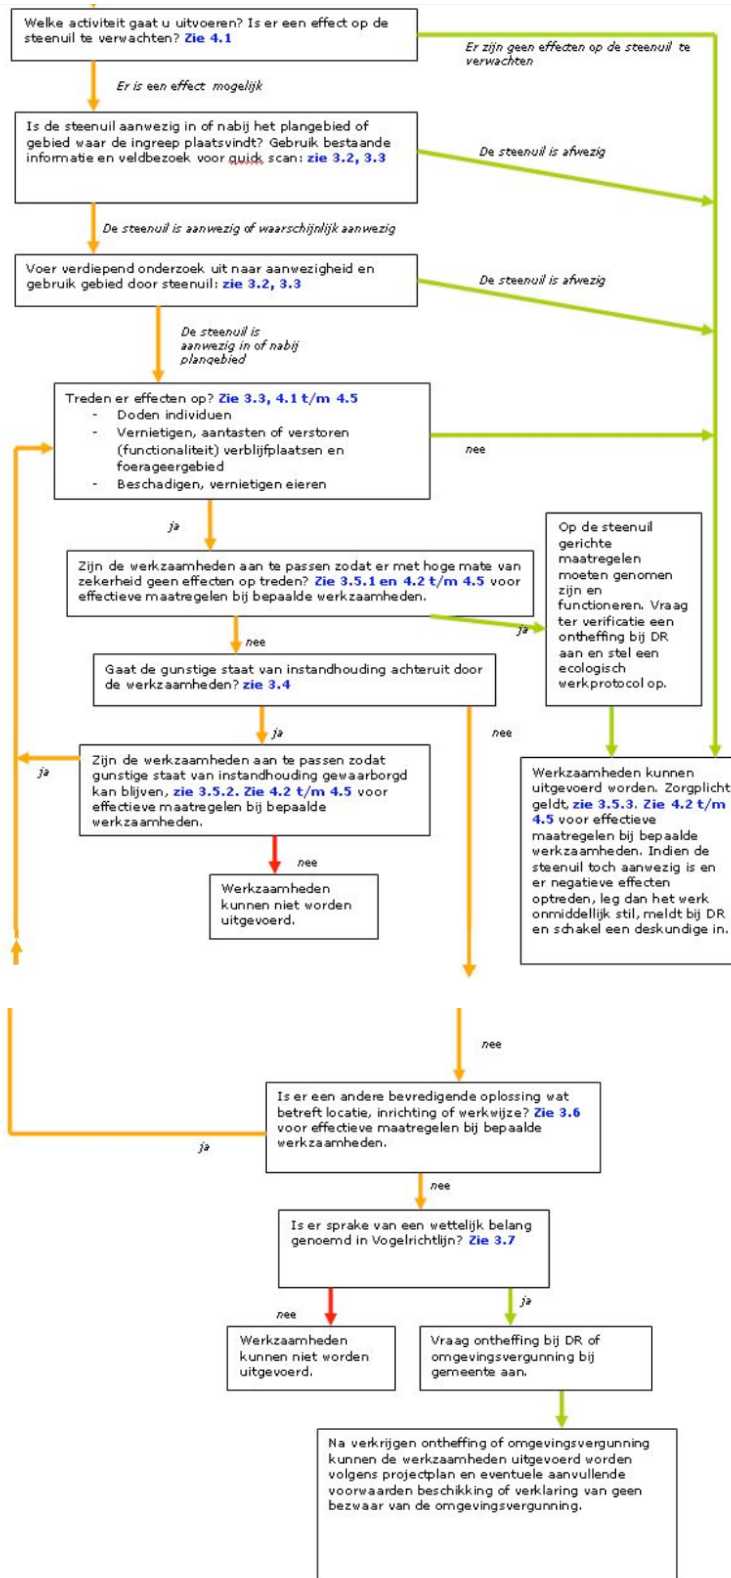 Welke activiteit gaat u uitvoeren? Is er een effect op de
steenuil te verwachten? Zie 4.1
Er zijn geen effecten op de steenuil te
verwachten
Er is een effect mogelijk
Is de steenuil aanwezig in of nabij het plangebied of
gebied waar de ingreep plaatsvindt? Gebruik bestaande
informatie en veldbezoek voor quick scan: zie 3.2, 3.3
De steenuil is afwezig
De steenuil is aanwezig of waarschijnlijk aanwezig
Voer verdiepend onderzoek uit naar aanwezigheid en
gebruik gebied door steenuil: zie 3.2, 3.3
De steenuil is afwezig
De steenuil is
aanwezig in of nabij
plangebied
Treden er effecten op? Zie 3.3, 4.1 t/m 4.5
- Doden individuen
- Vernietigen, aantasten of verstoren
(functionaliteit) verblijfplaatsen en
foerageergebied
- Beschadigen, vernietigen eieren
nee
ja
Zijn de werkzaamheden aan te passen zodat er met hoge mate van
zekerheid geen effecten op treden? Zie 3.5.1 en 4.2 t/m 4.5 voor
effectieve maatregelen bij bepaalde werkzaamheden.
ja
Op de steenuil
gerichte
maatregelen
moeten genomen
zijn en
functioneren. Vraag
ter verificatie een
ontheffing bij DR
aan en stel een
ecologisch
werkprotocol op.
nee
Gaat de gunstige staat van instandhouding achteruit door
de werkzaamheden? zie 3.4
ja
nee
Zijn de werkzaamheden aan te passen zodat
gunstige staat van instandhouding gewaarborgd
kan blijven, zie 3.5.2. Zie 4.2 t/m 4.5 voor
effectieve maatregelen bij bepaalde
werkzaamheden.
ja
nee
Werkzaamheden
kunnen niet worden
uitgevoerd.
Werkzaamheden kunnen
uitgevoerd worden. Zorgplicht
geldt, zie 3.5.3. Zie 4.2 t/m
4.5 voor effectieve
maatregelen bij bepaalde
werkzaamheden. Indien de
steenuil toch aanwezig is en
er negatieve effecten
optreden, leg dan het werk
onmiddellijk stil, meldt bij DR
en schakel een deskundige in.
nee
Is er een andere bevredigende oplossing wat
betreft locatie, inrichting of werkwijze? Zie 3.6
voor effectieve maatregelen bij bepaalde
werkzaamheden.
ja
nee
Is er sprake van een wettelijk belang
genoemd in Vogelrichtlijn? Zie 3.7
nee
ja
Werkzaamheden
kunnen niet worden
uitgevoerd.
Vraag ontheffing bij DR of
omgevingsvergunning bij
gemeente aan.
Na verkrijgen ontheffing of omgevingsvergunning
kunnen de werkzaamheden uitgevoerd worden
volgens projectplan en eventuele aanvullende
voorwaarden beschikking of verklaring van geen
bezwaar van de omgevingsvergunning.